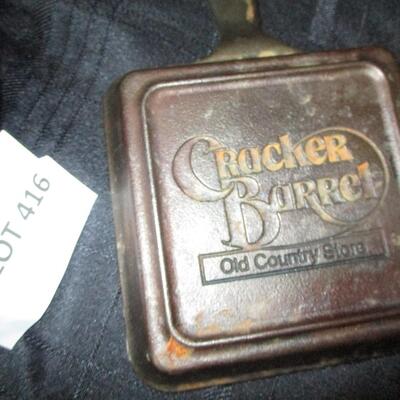 LOT 416
Cracker
Barrel
Old Country Store